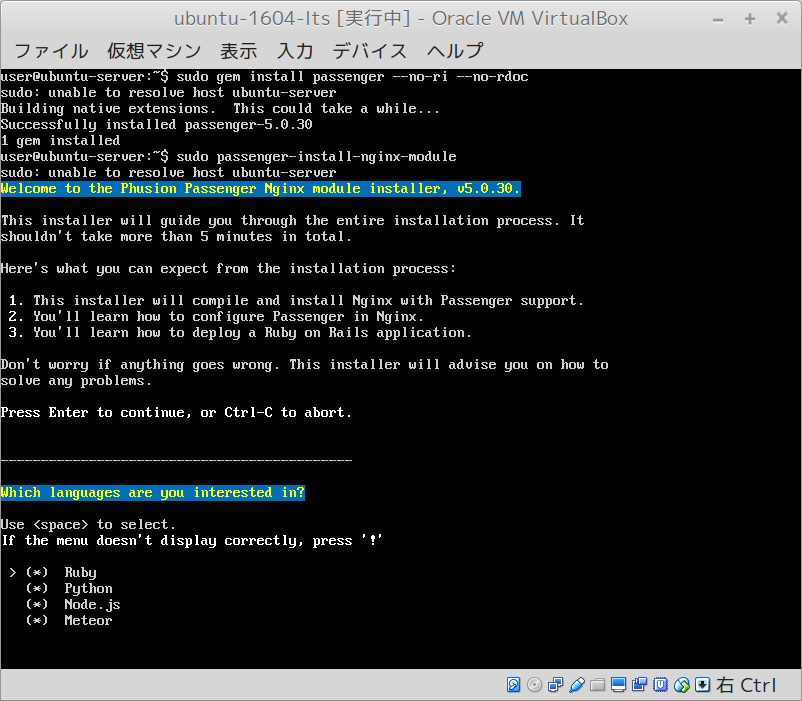 ubuntu-1604-lts [実行中] - Oracle VM VirtualBox
ファイル 仮想マシン 表示 入力 デバイス ヘルプ
user@ubuntu-server:~$ sudo gem install passenger --no-ri --no-rdoc
sudo: unable to resolve host ubuntu-server
Building native extensions.  This could take a while...
Successfully installed passenger-5.0.30
1 gem installed
user@ubuntu-server:~$ sudo passenger-install-nginx-module
sudo: unable to resolve host ubuntu-server
Welcome to the Phusion Passenger Nginx module installer, v5.0.30.
This installer will guide you through the entire installation process. It
shouldn't take more than 5 minutes in total.
Here's what you can expect from the installation process:
1. This installer will compile and install Nginx with Passenger support.
2. You'll learn how to configure Passenger in Nginx.
3. You'll learn how to deploy a Ruby on Rails application.
Don't worry if anything goes wrong. This installer will advise you on how to
solve any problems.
Press Enter to continue, or Ctrl-C to abort.
--------------------------------------------
Which languages are you interested in?
Use <space> to select.
If the menu doesn't display correctly, press '!'
> (*)  Ruby
(*)  Python
(*)  Node.js
(*)  Meteor
右 Ctrl